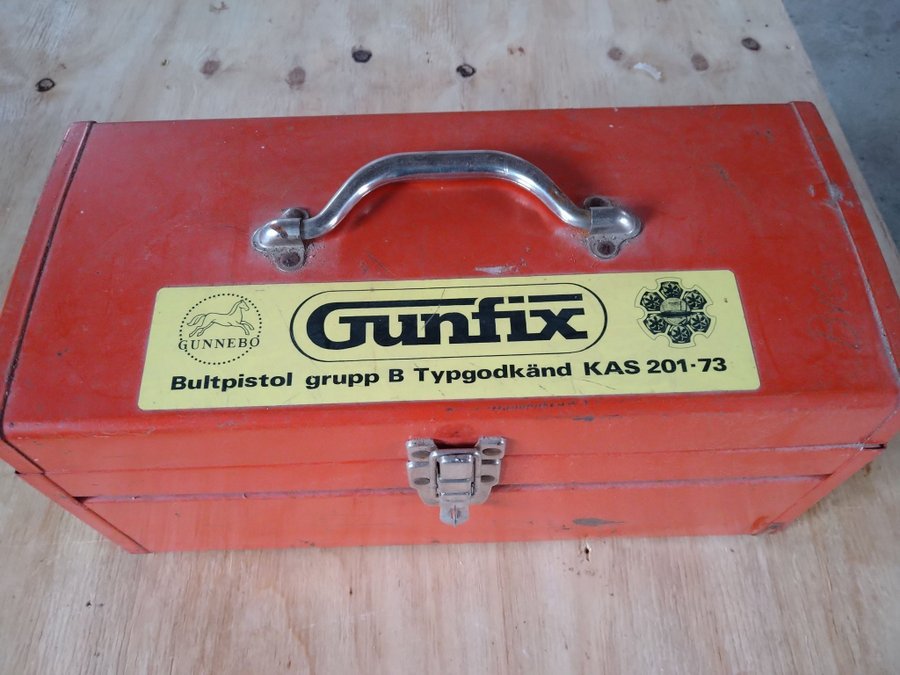 GUNNEBO
Gunfix
Bultpistol grupp B Typgodkänd KAS 201·73